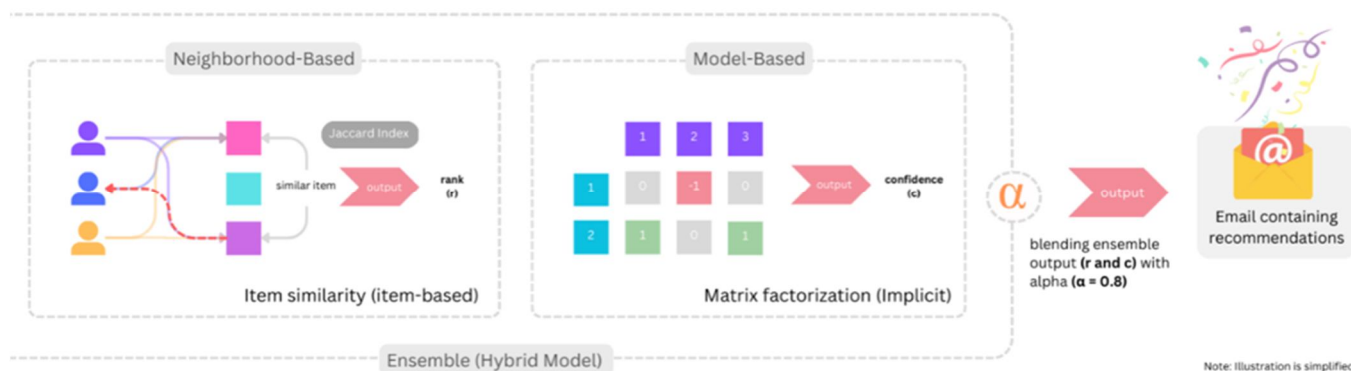 Neighborhood-Based
Jaccard Index
similar item
output
rank
(r)
Item similarity (item-based)
Model-Based
1 2 3
1 0 -1 0
2 1 0 1
output
confidence
(c)
Matrix factorization (Implicit)
Ensemble (Hybrid Model)
α
blending ensemble
output (r and c) with
alpha (α = 0.8)
output
@
Email containing
recommendations
Note: Illustration is simplified